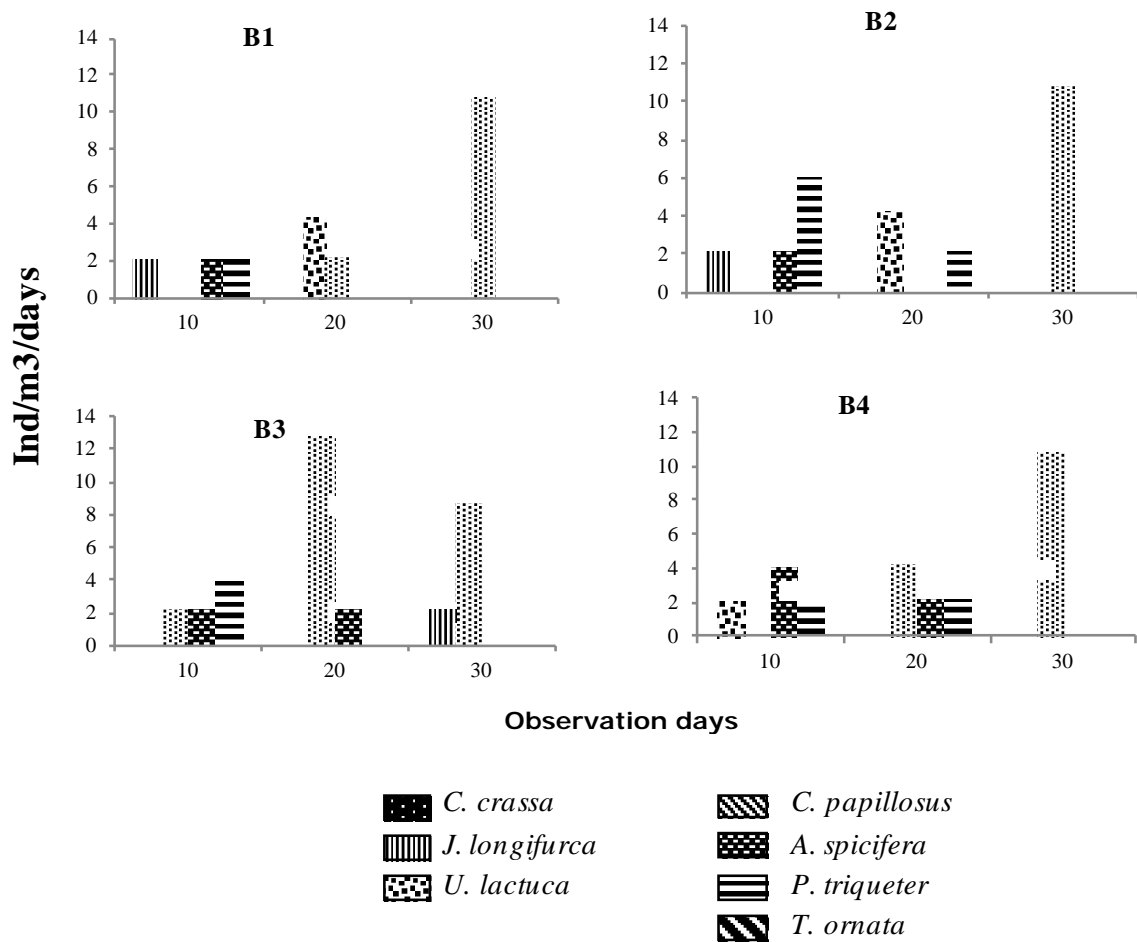 B1
14
12
10
8
6
4
2
0
10 20 30
B2
14
12
10
8
6
4
2
0
10 20 30
Ind/m3/days
B3
14
12
10
8
6
4
2
0
10 20 30
B4
14
12
10
8
6
4
2
0
10 20 30
Observation days
C. crassa
J. longifurca
U. lactuca
C. papillosus
A. spicifera
P. triqueter
T. ornata